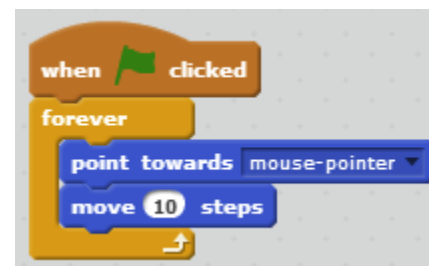 when clicked
forever
point towards mouse-pointer
move 10 steps